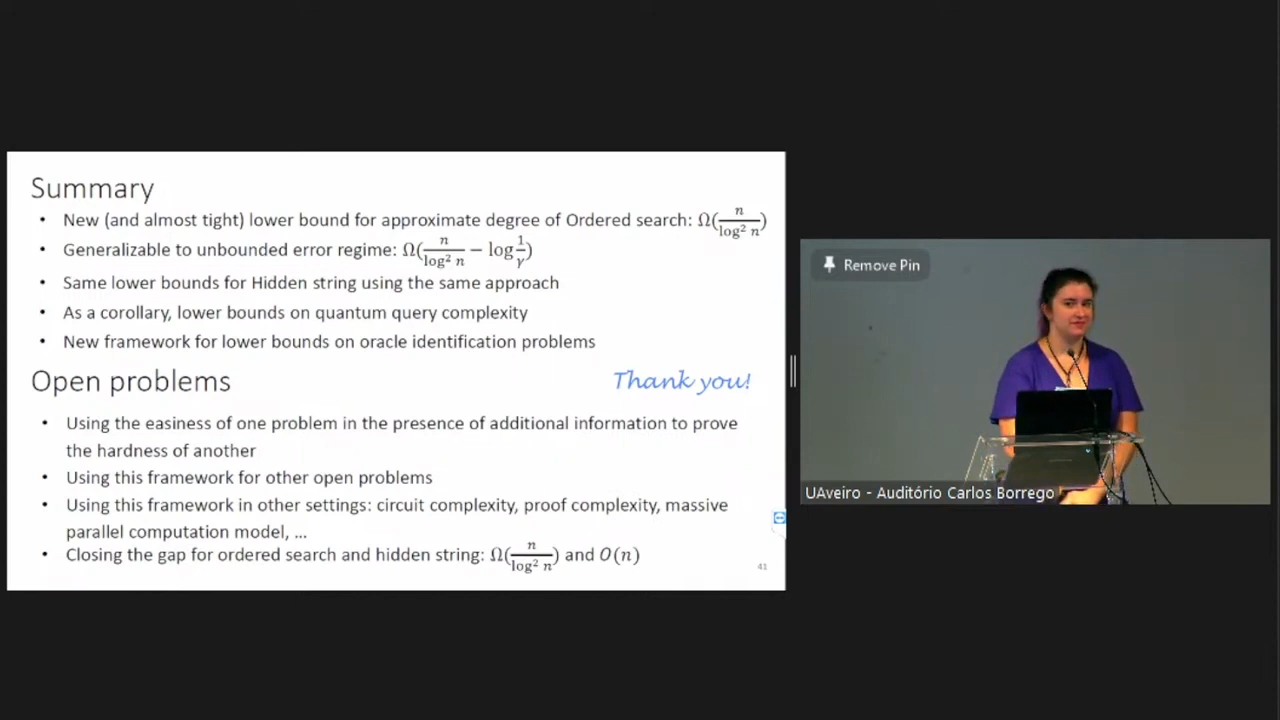 Summary
• New (and almost tight) lower bound for approximate degree of Ordered search: Ω(n/log² n)
• Generalizable to unbounded error regime: Ω(n/log² n − log 1/γ)
• Same lower bounds for Hidden string using the same approach
• As a corollary, lower bounds on quantum query complexity
• New framework for lower bounds on oracle identification problems
Open problems
Thank you!
• Using the easiness of one problem in the presence of additional information to prove
the hardness of another
• Using this framework for other open problems
• Using this framework in other settings: circuit complexity, proof complexity, massive
parallel computation model, ...
• Closing the gap for ordered search and hidden string: Ω(n/log² n) and O(n)
41
Remove Pin
UAveiro - Auditório Carlos Borrego